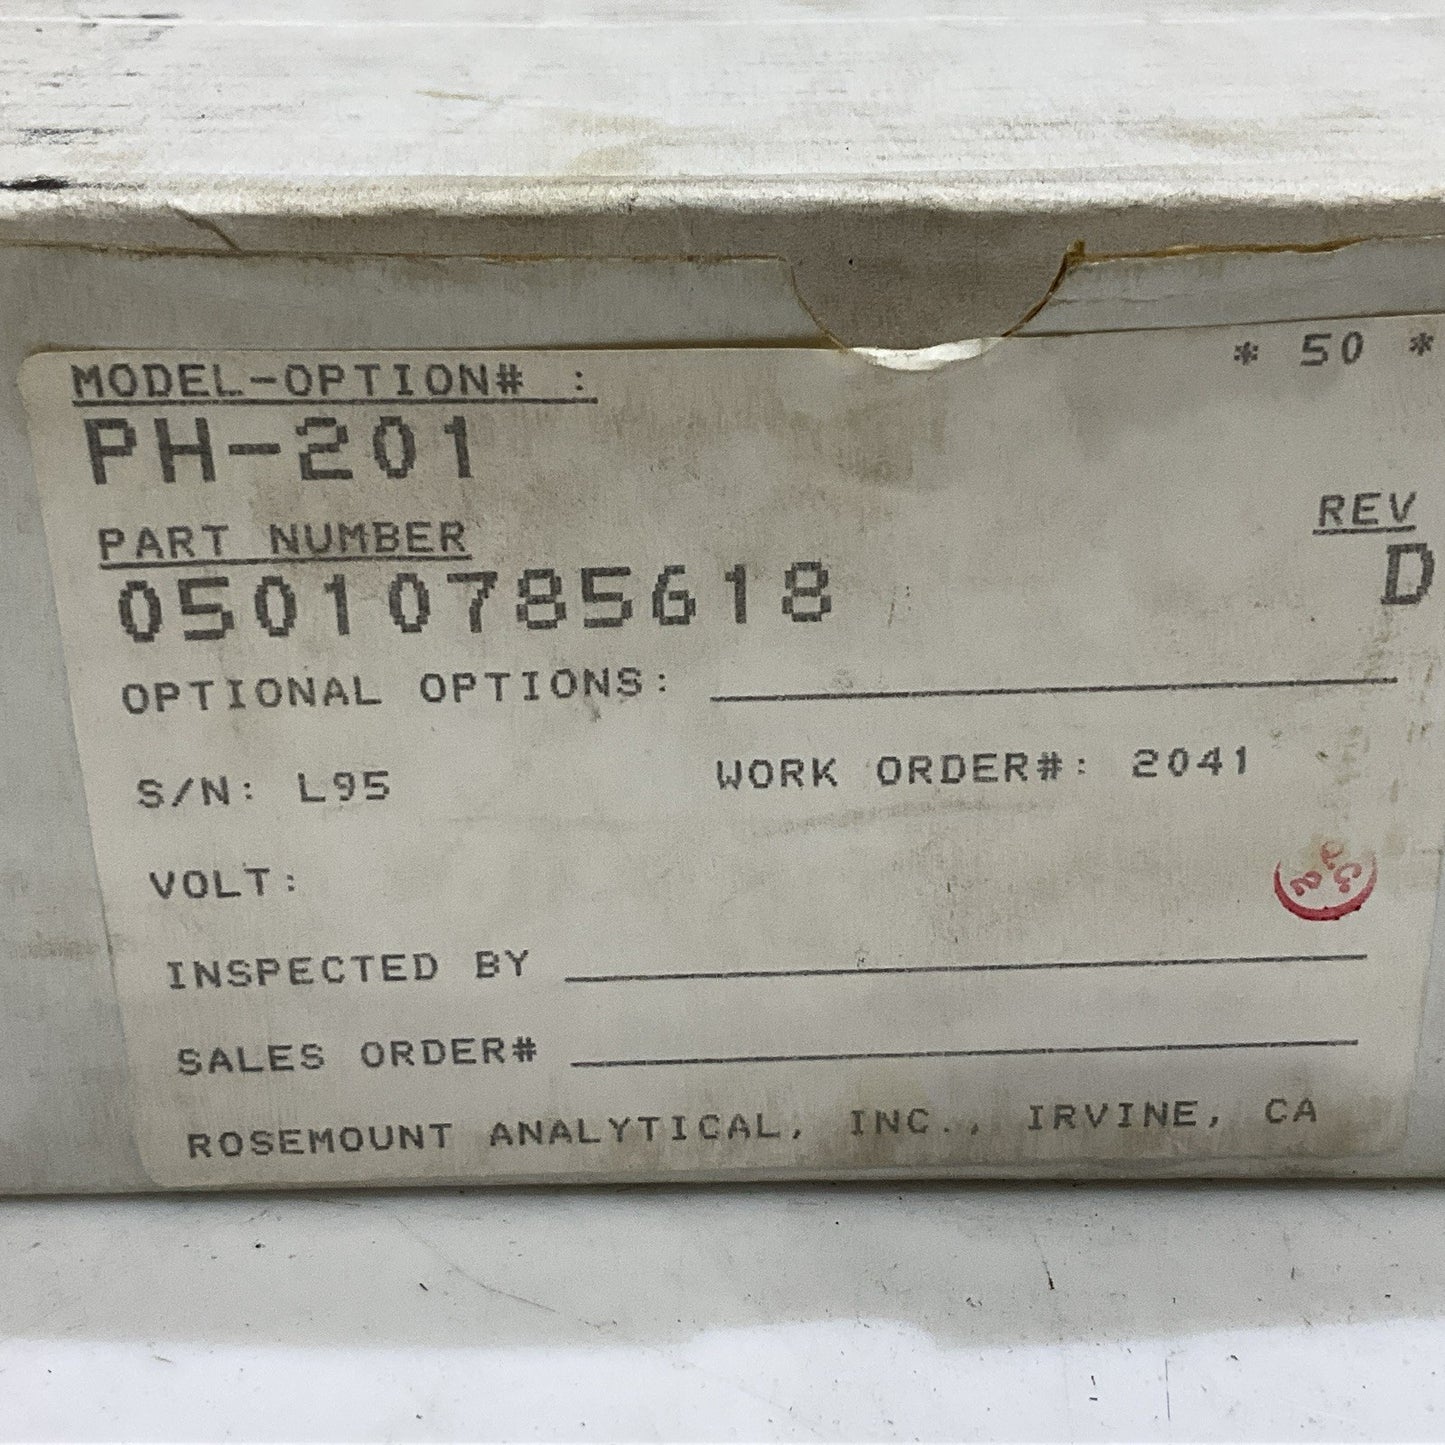 * 50 *
MODEL-OPTION# :
PH-201
PART NUMBER
REV
05010785618
D
OPTIONAL OPTIONS:
S/N: L95
WORK ORDER#: 2041
VOLT:
INSPECTED BY
SALES ORDER#
ROSEMOUNT ANALYTICAL, INC., IRVINE, CA